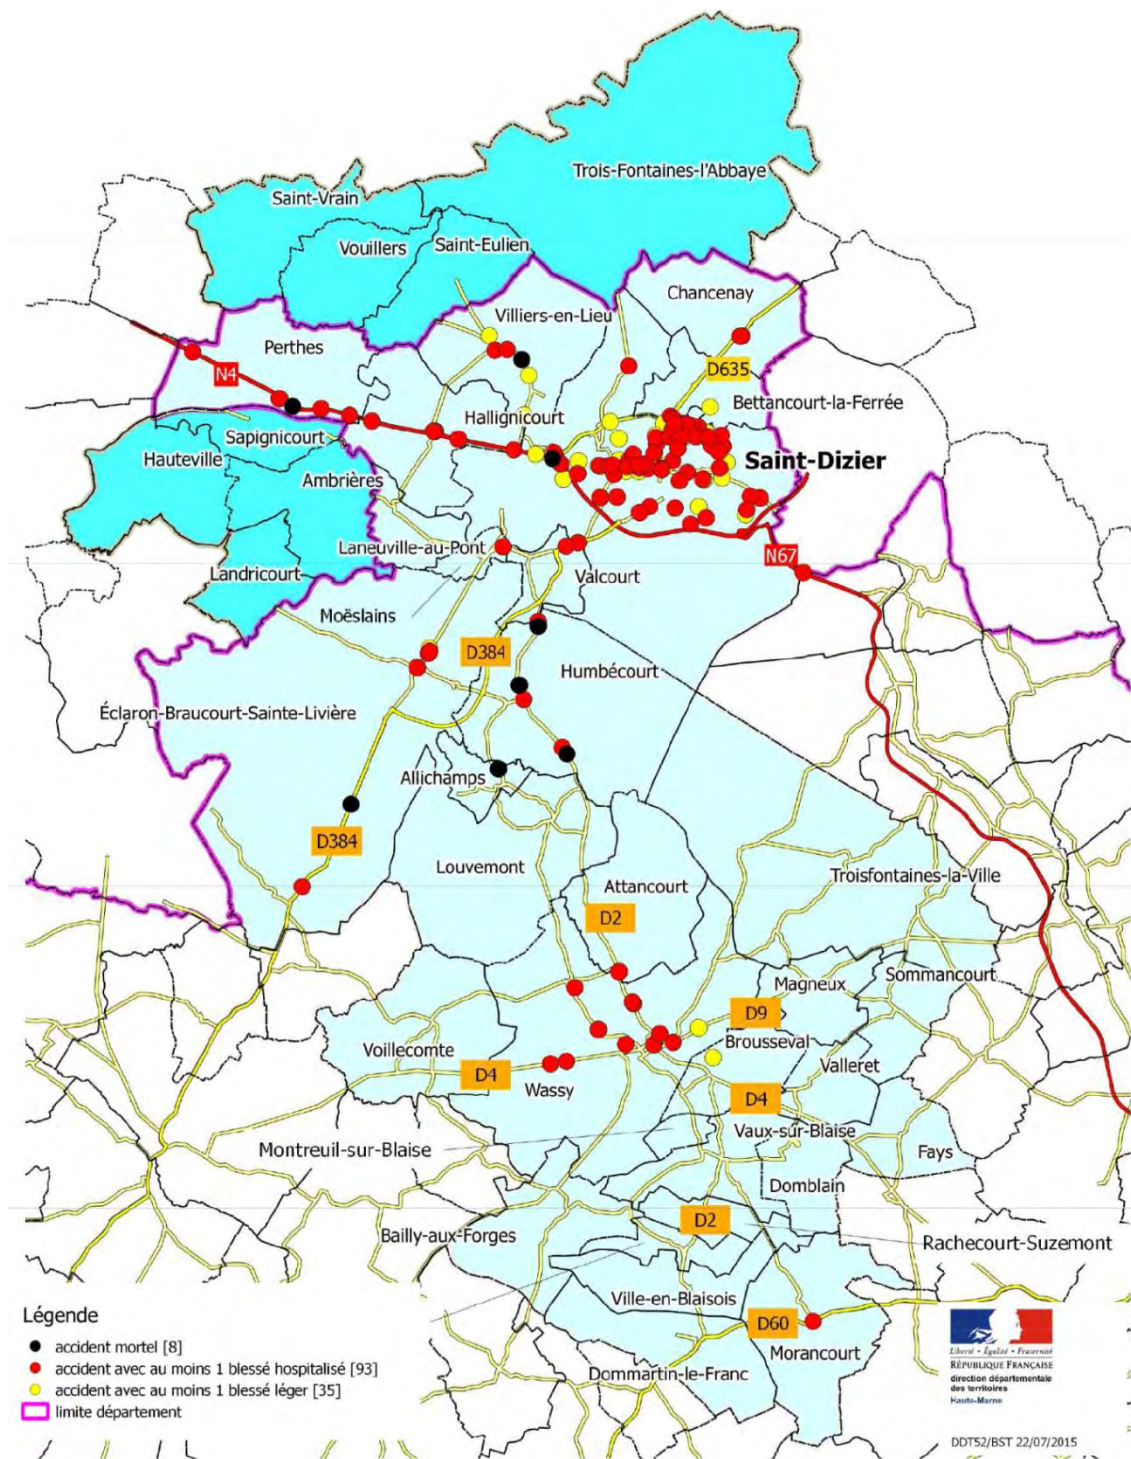 Trois-Fontaines-l'Abbaye
Saint-Vrain
Vouillers
Saint-Eulien
Chancenay
Villiers-en-Lieu
Perthes
N4
D635
Bettancourt-la-Ferrée
Hallignicourt
Sapignicourt
Hauteville
Saint-Dizier
Ambrières
Laneuville-au-Pont
N67
Landricourt
Valcourt
Moëslains
D384
Humbécourt
Éclaron-Braucourt-Sainte-Livière
Allichamps
D384
Louvemont
Troisfontaines-la-Ville
Attancourt
D2
Sommancourt
Magneux
D9
Brousseval
Voillecomte
Valleret
D4
Wassy
D4
Vaux-sur-Blaise
Montreuil-sur-Blaise
Fays
Domblain
D2
Bailly-aux-Forges
Rachecourt-Suzemont
Ville-en-Blaisois
D60
Morancourt
Dommartin-le-Franc
Légende
accident mortel [8]
accident avec au moins 1 blessé hospitalisé [93]
accident avec au moins 1 blessé léger [35]
limite département
Liberté • Égalité • Fraternité
RÉPUBLIQUE FRANÇAISE
direction départementale
des territoires
Haute-Marne
DDT52/BST 22/07/2015